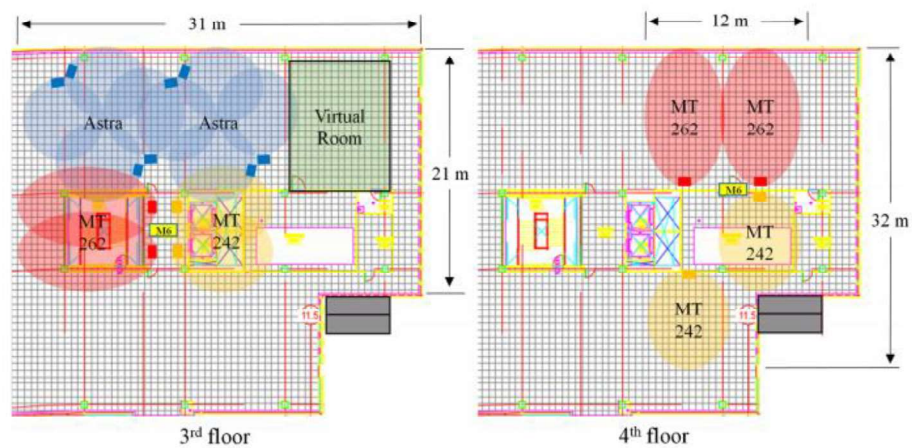 31 m
12 m
Astra
Astra
Virtual
Room
MT
262
MT
262
21 m
M6
MT
262
M6
MT
242
MT
242
32 m
MT
242
11.5
11.5
3rd floor
4th floor